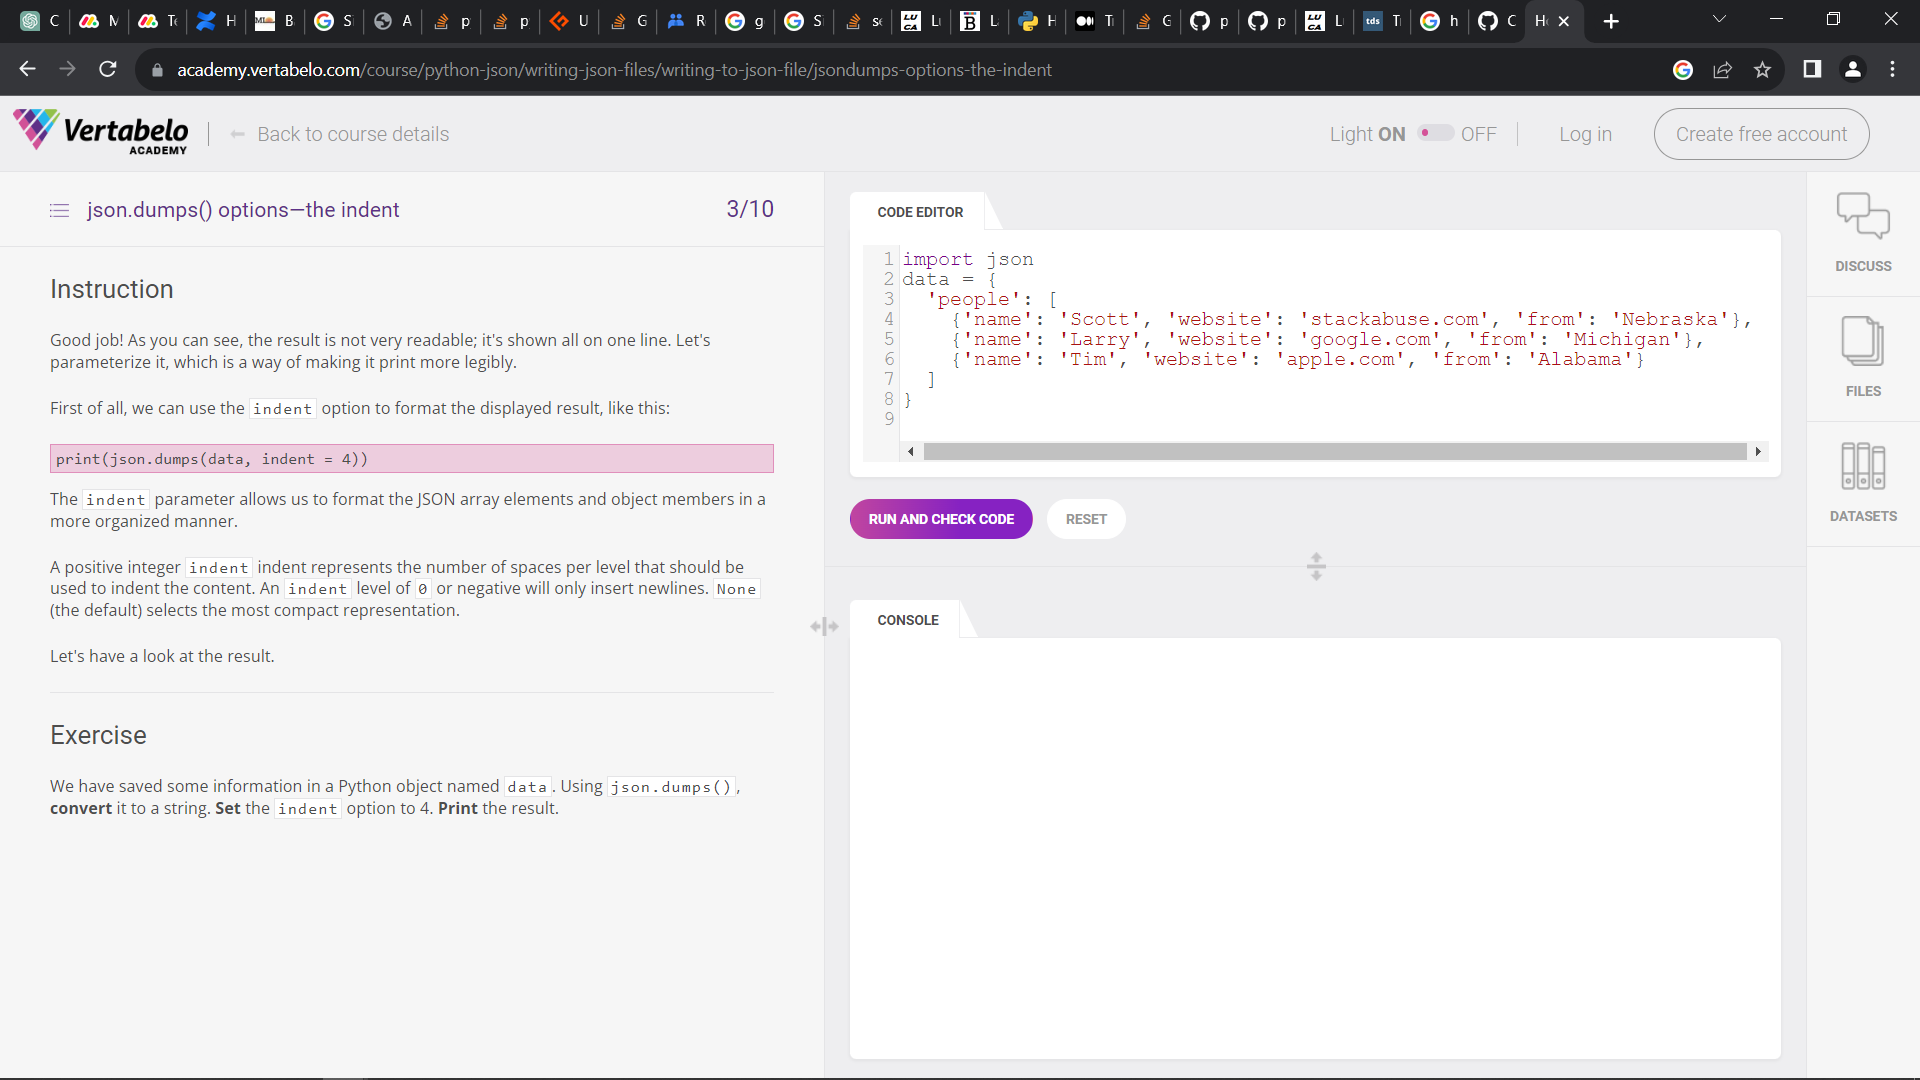 C
M
Te
H
B
S
A
p
p
U
G
R
g
S
se
Lu
La
H
Ti
G
p
p
Lu
tds
T
h
C
He
academy.vertabelo.com/course/python-json/writing-json-files/writing-to-json-file/jsondumps-options-the-indent
Vertabelo
ACADEMY
Back to course details
Light ON OFF
Log in
Create free account
json.dumps() options—the indent
3/10
Instruction
Good job! As you can see, the result is not very readable; it's shown all on one line. Let's
parameterize it, which is a way of making it print more legibly.
First of all, we can use the indent option to format the displayed result, like this:
print(json.dumps(data, indent = 4))
The indent parameter allows us to format the JSON array elements and object members in a
more organized manner.
A positive integer indent indent represents the number of spaces per level that should be
used to indent the content. An indent level of 0 or negative will only insert newlines. None
(the default) selects the most compact representation.
Let's have a look at the result.
Exercise
We have saved some information in a Python object named data. Using json.dumps(),
convert it to a string. Set the indent option to 4. Print the result.
CODE EDITOR
1 import json
2 data = {
3   'people': [
4     {'name': 'Scott', 'website': 'stackabuse.com', 'from': 'Nebraska'},
5     {'name': 'Larry', 'website': 'google.com', 'from': 'Michigan'},
6     {'name': 'Tim', 'website': 'apple.com', 'from': 'Alabama'}
7   ]
8 }
9
RUN AND CHECK CODE
RESET
CONSOLE
DISCUSS
FILES
DATASETS